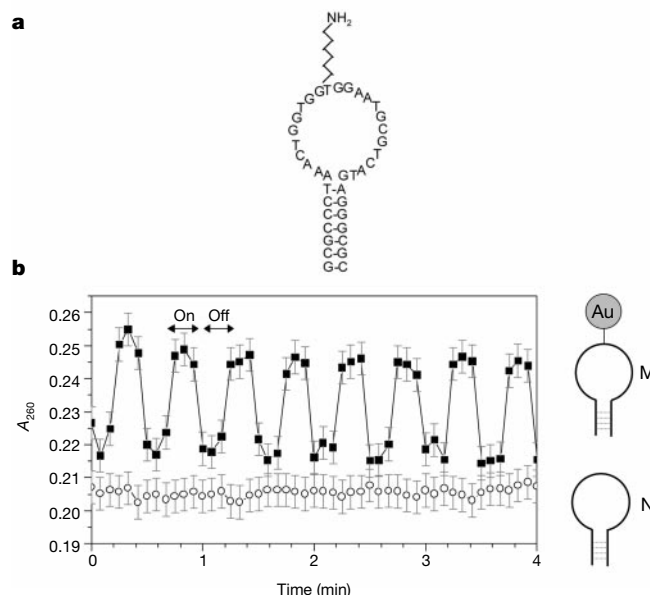 a
NH₂
AAACTGGTGGTGGAATGCGTCATG
T-A
C-G
C-G
C-G
G-C
C-G
G-C
b
0.26
0.25
0.24
0.23
0.22
0.21
0.20
0.19
A₂₆₀
On
Off
0
1
2
3
4
Time (min)
Au
M
N